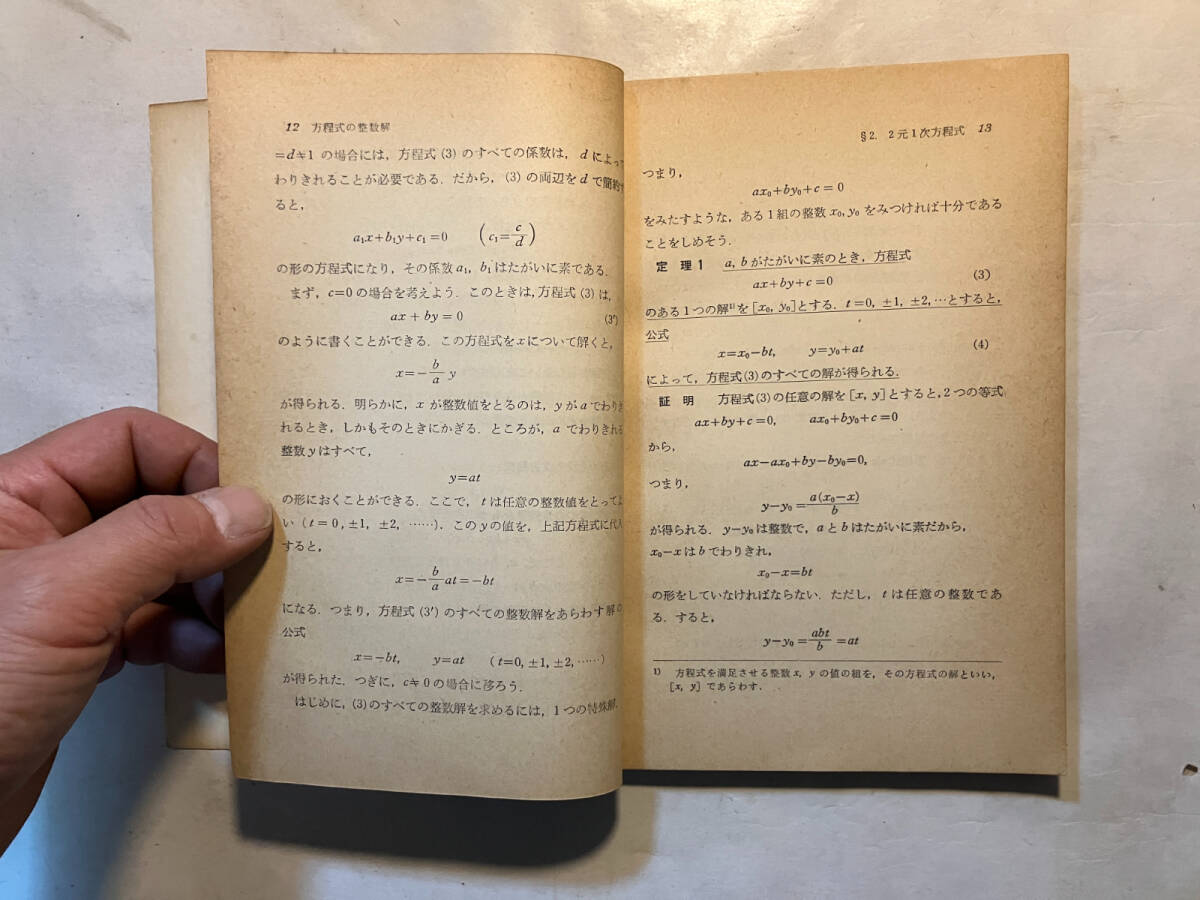 12 方程式の整数解
=d≠1 の場合には, 方程式(3) のすべての係数は, d によっ
わりきれることが必要である. だから, (3) の両辺を d で簡約
ると,
a₁x+b₁y+c₁=0 (c₁=c/d)
の形の方程式になり, その係数 a₁, b₁ はたがいに素である.
まず, c=0 の場合を考えよう. このときは, 方程式 (3) は,
ax + by = 0 (3′)
のように書くことができる. この方程式を x について解くと,
x=−b/a y
が得られる. 明らかに, x が整数値をとるのは, y が a でわりき
れるとき, しかもそのときにかぎる. ところが, a でわりきれる
整数 y はすべて,
y=at
の形におくことができる. ここで, t は任意の整数値をとってよ
い (t=0, ±1, ±2, ……). この y の値を, 上記方程式に代入
すると,
x=−b/a at=−bt
になる. つまり, 方程式 (3′) のすべての整数解をあらわす解の
公式
x=−bt, y=at (t=0, ±1, ±2, ……)
が得られた. つぎに, c≠0 の場合に移ろう.
はじめに, (3)のすべての整数解を求めるには, 1つの特殊解,
§2. 2元1次方程式 13
つまり,
ax₀+by₀+c=0
をみたすような, ある1組の整数 x₀, y₀ をみつければ十分である
ことをしめそう.
定理1 a, b がたがいに素のとき, 方程式
ax+by+c=0 (3)
のある1つの解¹⁾を [x₀, y₀] とする. t=0, ±1, ±2, …とすると,
公式
x=x₀−bt, y=y₀+at (4)
によって, 方程式(3)のすべての解が得られる.
証明 方程式(3)の任意の解を [x, y] とすると, 2つの等式
ax+by+c=0, ax₀+by₀+c=0
から,
ax−ax₀+by−by₀=0,
つまり,
y−y₀=a(x₀−x)/b
が得られる. y−y₀ は整数で, a と b はたがいに素だから,
x₀−x は b でわりきれ,
x₀−x=bt
の形をしていなければならない. ただし, t は任意の整数であ
る. すると,
y−y₀=abt/b=at
1) 方程式を満足させる整数 x, y の値の組を, その方程式の解といい,
[x, y] であらわす.